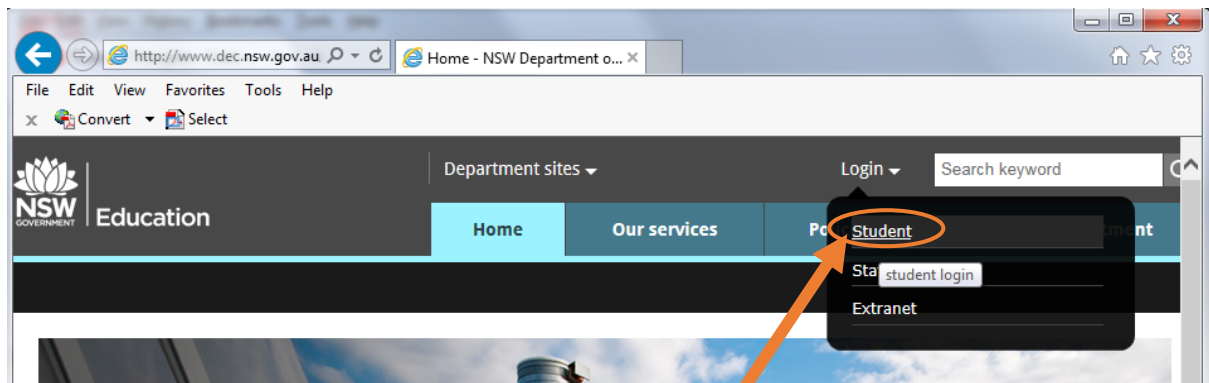 http://www.dec.nsw.gov.au
Home - NSW Department o...
File Edit View Favorites Tools Help
x Convert Select
Department sites
Login
Search keyword
NSW
GOVERNMENT
Education
Home
Our services
Student
student login
Extranet